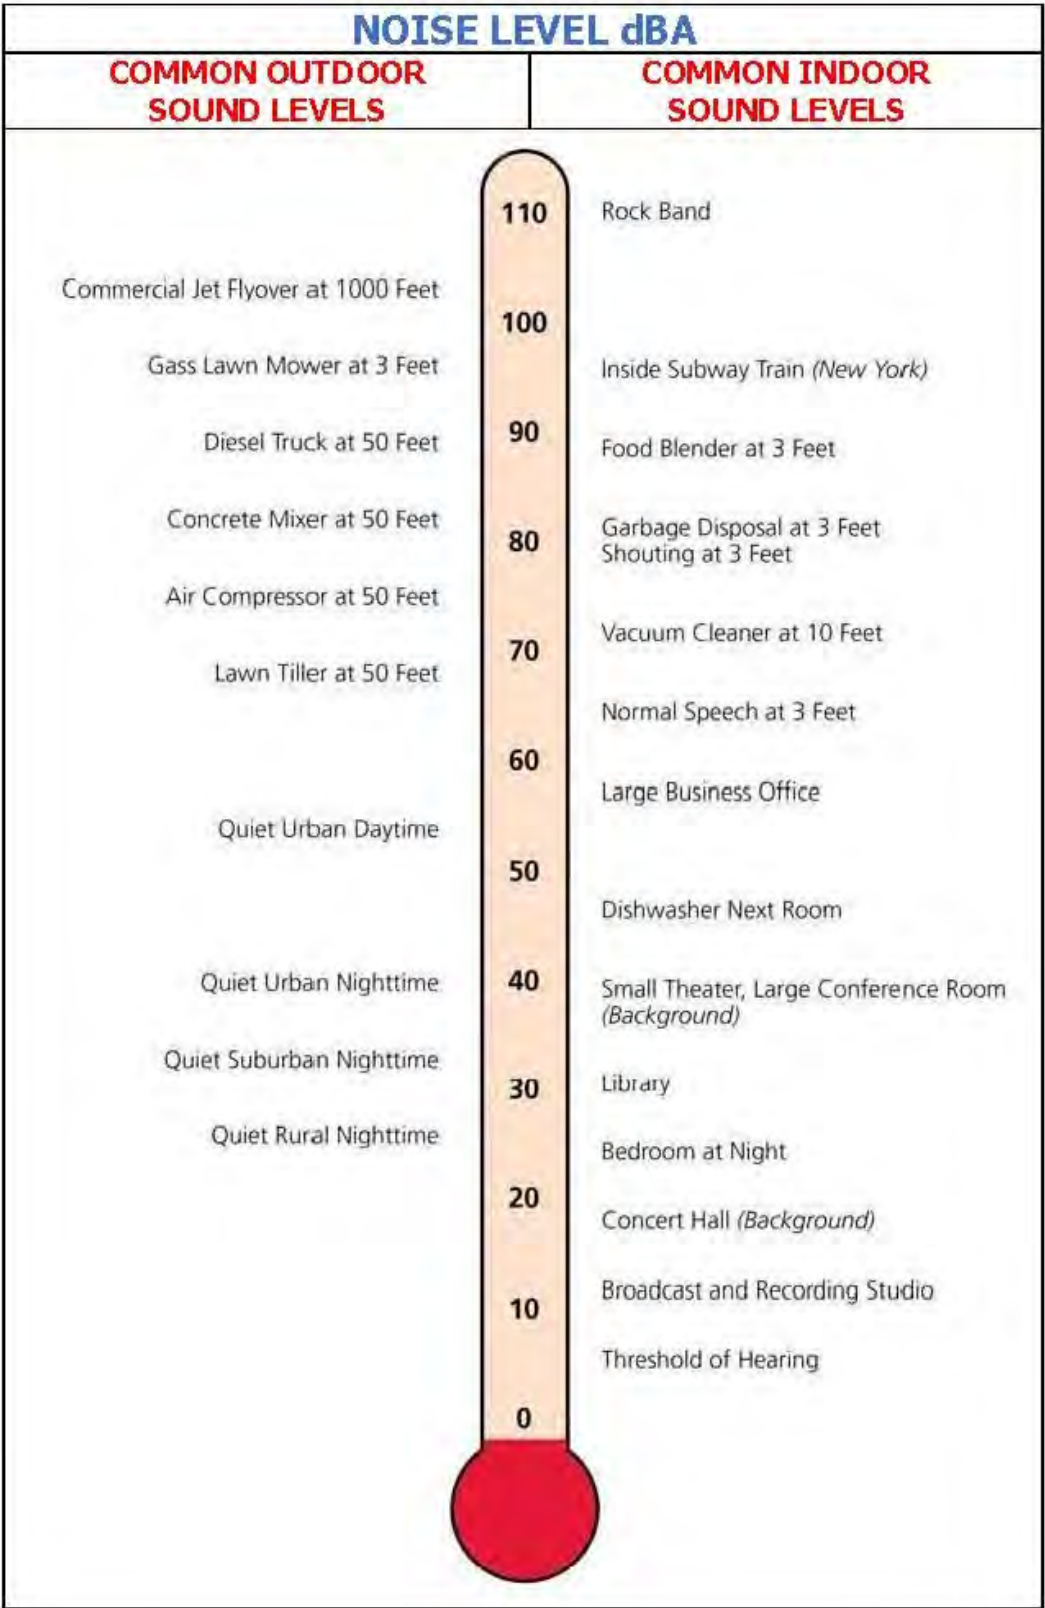 NOISE LEVEL dBA
COMMON OUTDOOR
SOUND LEVELS
COMMON INDOOR
SOUND LEVELS
110
Rock Band
Commercial Jet Flyover at 1000 Feet
100
Gass Lawn Mower at 3 Feet
Inside Subway Train (New York)
90
Diesel Truck at 50 Feet
Food Blender at 3 Feet
Concrete Mixer at 50 Feet
Garbage Disposal at 3 Feet
80
Shouting at 3 Feet
Air Compressor at 50 Feet
Vacuum Cleaner at 10 Feet
70
Lawn Tiller at 50 Feet
Normal Speech at 3 Feet
60
Large Business Office
Quiet Urban Daytime
50
Dishwasher Next Room
Quiet Urban Nighttime
40
Small Theater, Large Conference Room
(Background)
Quiet Suburban Nighttime
30
Library
Quiet Rural Nighttime
Bedroom at Night
20
Concert Hall (Background)
Broadcast and Recording Studio
10
Threshold of Hearing
0